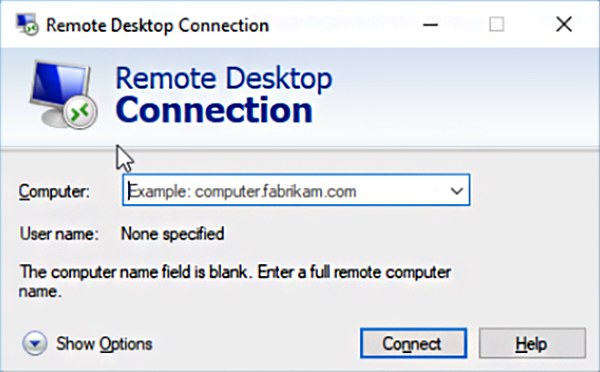 Remote Desktop Connection
Remote Desktop
Connection
Computer: Example: computer.fabrikam.com
User name: None specified
The computer name field is blank. Enter a full remote computer
name.
Show Options Connect Help